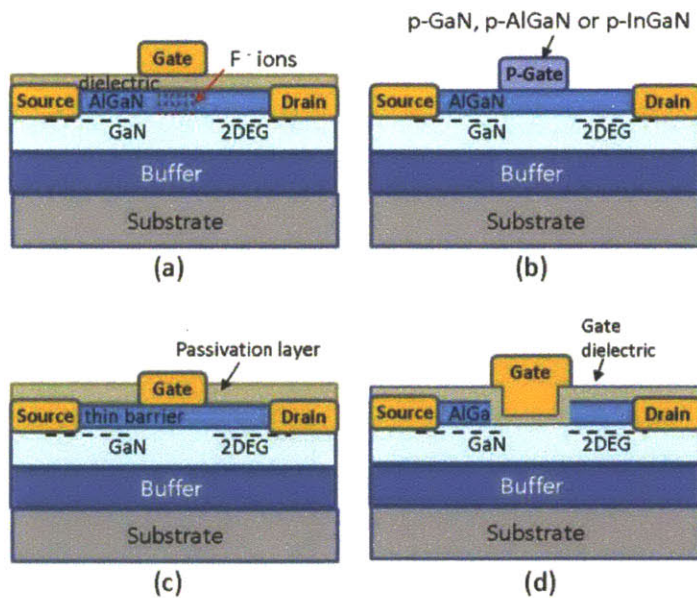 Gate
F⁻ ions
dielectric
Source
AlGaN
Drain
GaN
2DEG
Buffer
Substrate
(a)
p-GaN, p-AlGaN or p-InGaN
P-Gate
Source
AlGaN
Drain
GaN
2DEG
Buffer
Substrate
(b)
Passivation layer
Gate
Source
thin barrier
Drain
GaN
2DEG
Buffer
Substrate
(c)
Gate
dielectric
Gate
Source
AlGa
Drain
GaN
2DEG
Buffer
Substrate
(d)